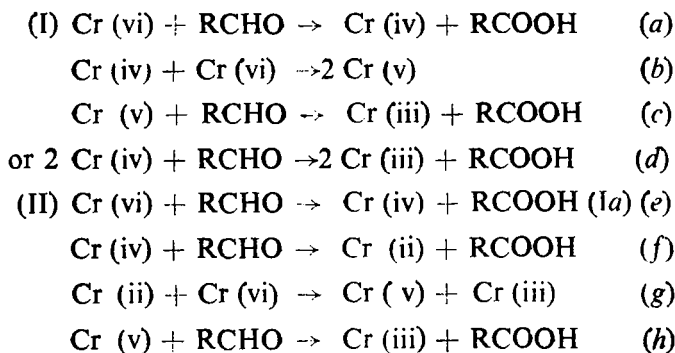 (I) Cr (vi) + RCHO → Cr (iv) + RCOOH (a)
Cr (iv) + Cr (vi) → 2 Cr (v) (b)
Cr (v) + RCHO → Cr (iii) + RCOOH (c)
or 2 Cr (iv) + RCHO → 2 Cr (iii) + RCOOH (d)
(II) Cr (vi) + RCHO → Cr (iv) + RCOOH (Ia) (e)
Cr (iv) + RCHO → Cr (ii) + RCOOH (f)
Cr (ii) + Cr (vi) → Cr ( v) + Cr (iii) (g)
Cr (v) + RCHO → Cr (iii) + RCOOH (h)